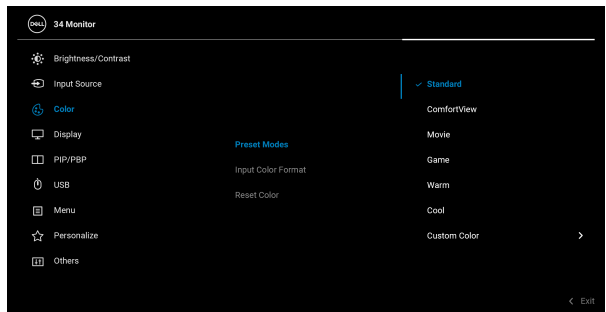 DELL
34 Monitor
Brightness/Contrast
Input Source
Color
Display
PIP/PBP
USB
Menu
Personalize
Others
Preset Modes
Input Color Format
Reset Color
Standard
ComfortView
Movie
Game
Warm
Cool
Custom Color
Exit